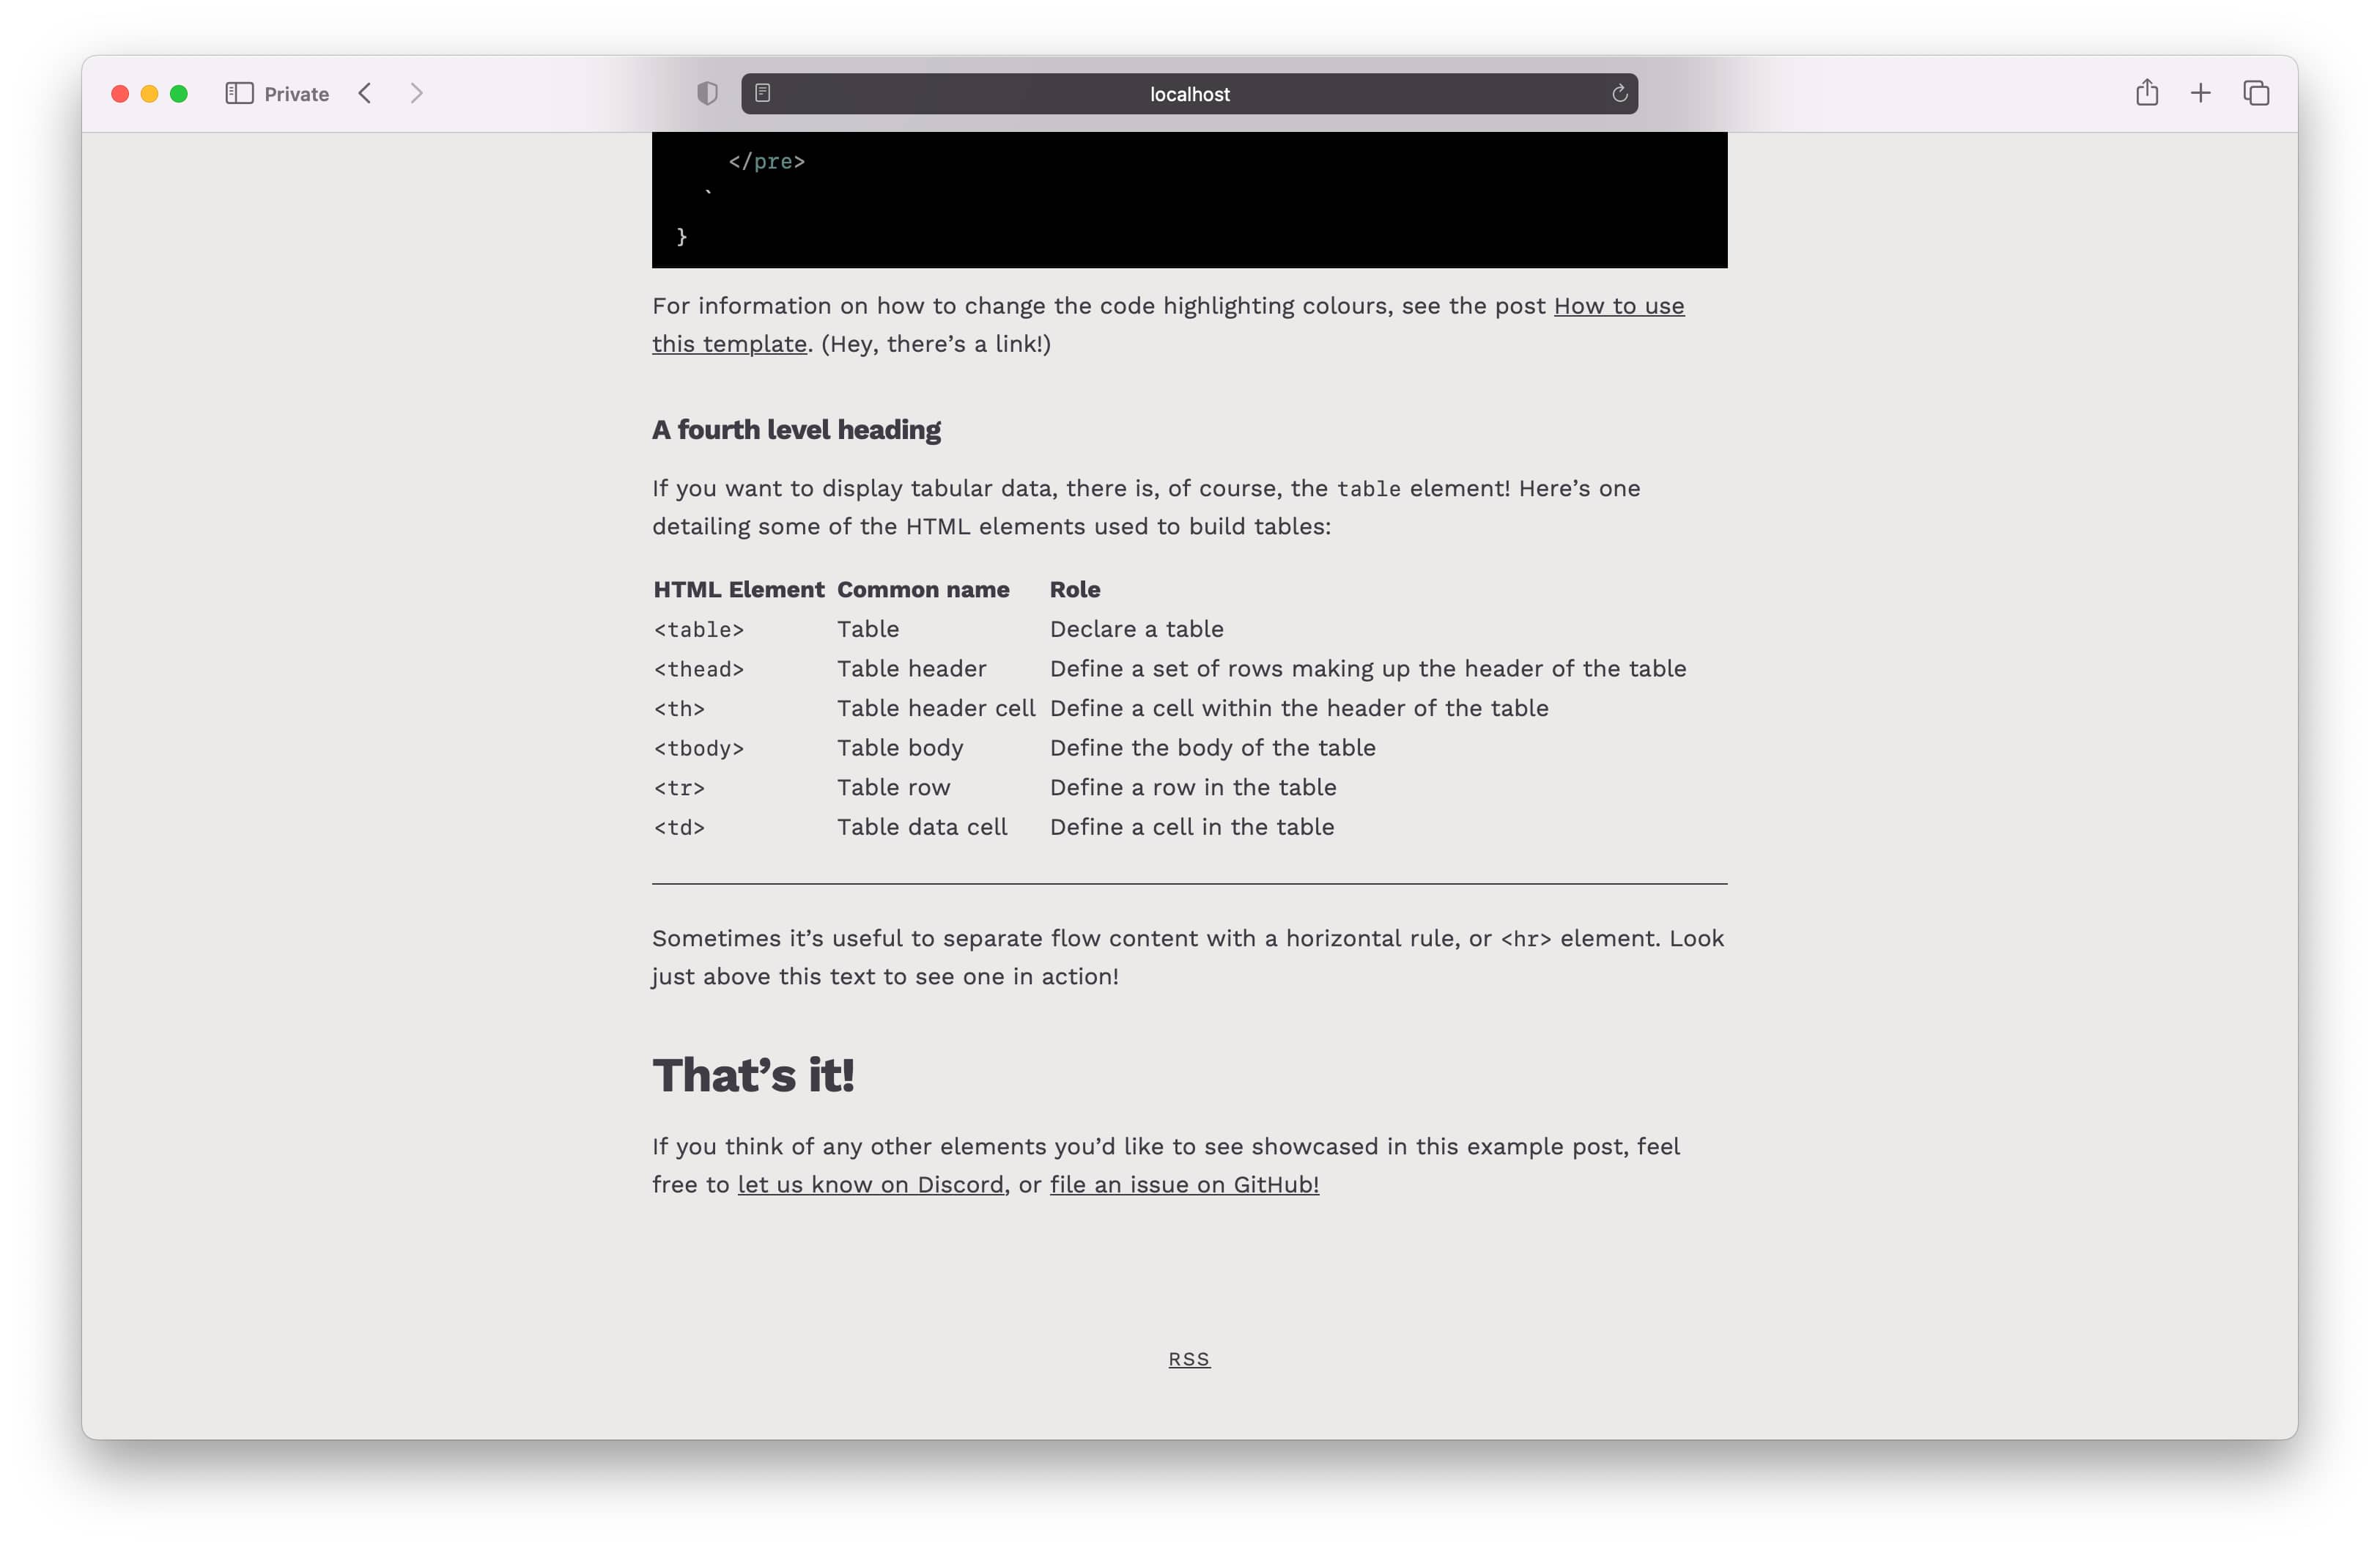 Private
localhost
</pre>
`
}
For information on how to change the code highlighting colours, see the post How to use
this template. (Hey, there’s a link!)
A fourth level heading
If you want to display tabular data, there is, of course, the table element! Here’s one
detailing some of the HTML elements used to build tables:
HTML Element Common name Role
<table> Table Declare a table
<thead> Table header Define a set of rows making up the header of the table
<th> Table header cell Define a cell within the header of the table
<tbody> Table body Define the body of the table
<tr> Table row Define a row in the table
<td> Table data cell Define a cell in the table
Sometimes it’s useful to separate flow content with a horizontal rule, or <hr> element. Look
just above this text to see one in action!
That’s it!
If you think of any other elements you’d like to see showcased in this example post, feel
free to let us know on Discord, or file an issue on GitHub!
RSS